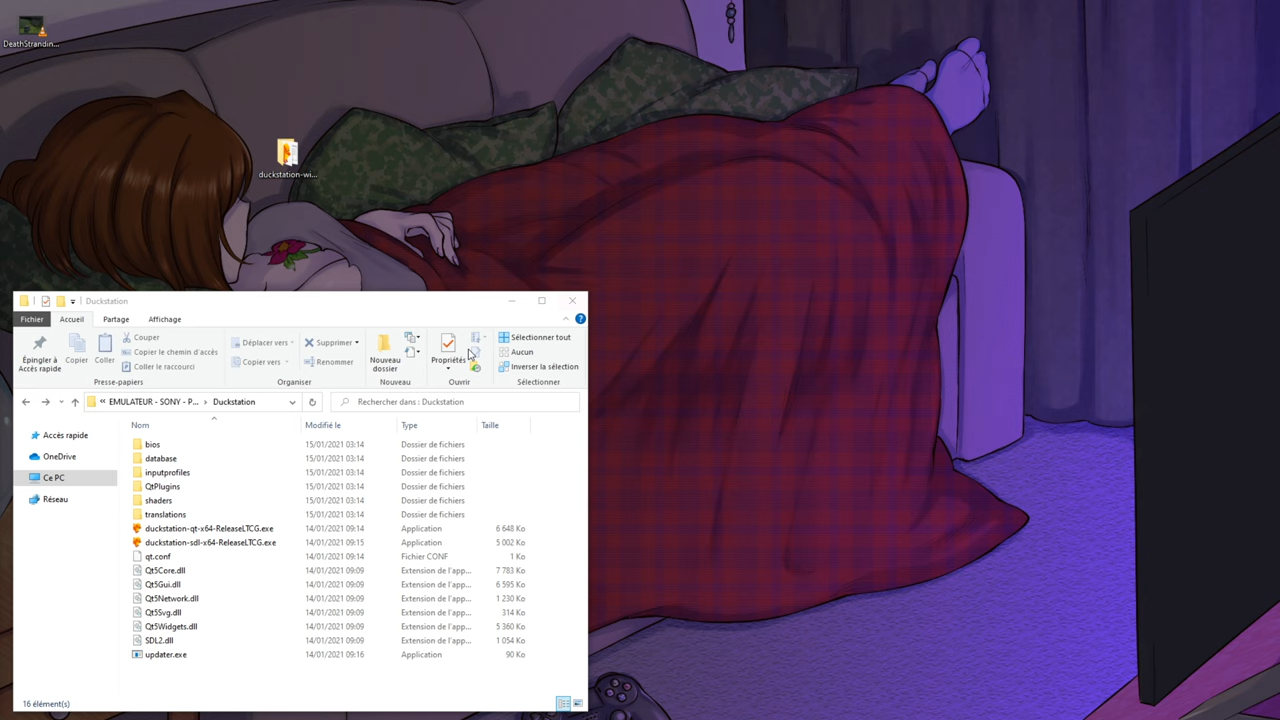 DeathStrandin...
duckstation-wi...
Duckstation
Fichier Accueil Partage Affichage
Épingler à Accès rapide
Copier
Coller
Couper
Copier le chemin d'accès
Coller le raccourci
Presse-papiers
Déplacer vers
Copier vers
Supprimer
Renommer
Organiser
Nouveau dossier
Nouveau
Propriétés
Ouvrir
Sélectionner tout
Aucun
Inverser la sélection
Sélectionner
« EMULATEUR - SONY - P... > Duckstation
Rechercher dans : Duckstation
Accès rapide
OneDrive
Ce PC
Réseau
Nom Modifié le Type Taille
bios 15/01/2021 03:14 Dossier de fichiers
database 15/01/2021 03:14 Dossier de fichiers
inputprofiles 15/01/2021 03:14 Dossier de fichiers
QtPlugins 15/01/2021 03:14 Dossier de fichiers
shaders 15/01/2021 03:14 Dossier de fichiers
translations 15/01/2021 03:14 Dossier de fichiers
duckstation-qt-x64-ReleaseLTCG.exe 14/01/2021 09:14 Application 6 648 Ko
duckstation-sdl-x64-ReleaseLTCG.exe 14/01/2021 09:15 Application 5 002 Ko
qt.conf 14/01/2021 09:14 Fichier CONF 1 Ko
Qt5Core.dll 14/01/2021 09:09 Extension de l'app... 7 783 Ko
Qt5Gui.dll 14/01/2021 09:09 Extension de l'app... 6 595 Ko
Qt5Network.dll 14/01/2021 09:09 Extension de l'app... 1 230 Ko
Qt5Svg.dll 14/01/2021 09:09 Extension de l'app... 314 Ko
Qt5Widgets.dll 14/01/2021 09:09 Extension de l'app... 5 360 Ko
SDL2.dll 14/01/2021 09:09 Extension de l'app... 1 054 Ko
updater.exe 14/01/2021 09:16 Application 90 Ko
16 élément(s)